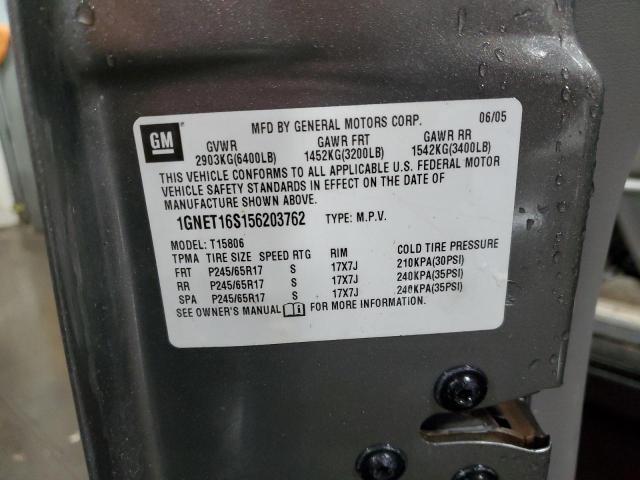 GM
MFD BY GENERAL MOTORS CORP. 06/05
GVWR GAWR FRT GAWR RR
2903KG(6400LB) 1452KG(3200LB) 1542KG(3400LB)
THIS VEHICLE CONFORMS TO ALL APPLICABLE U.S. FEDERAL MOTOR
VEHICLE SAFETY STANDARDS IN EFFECT ON THE DATE OF
MANUFACTURE SHOWN ABOVE.
1GNET16S156203762 TYPE: M.P.V.
MODEL: T15806
TPMA TIRE SIZE SPEED RTG RIM COLD TIRE PRESSURE
FRT P245/65R17 S 17X7J 210KPA(30PSI)
RR P245/65R17 S 17X7J 240KPA(35PSI)
SPA P245/65R17 S 17X7J 240KPA(35PSI)
SEE OWNER'S MANUAL FOR MORE INFORMATION.